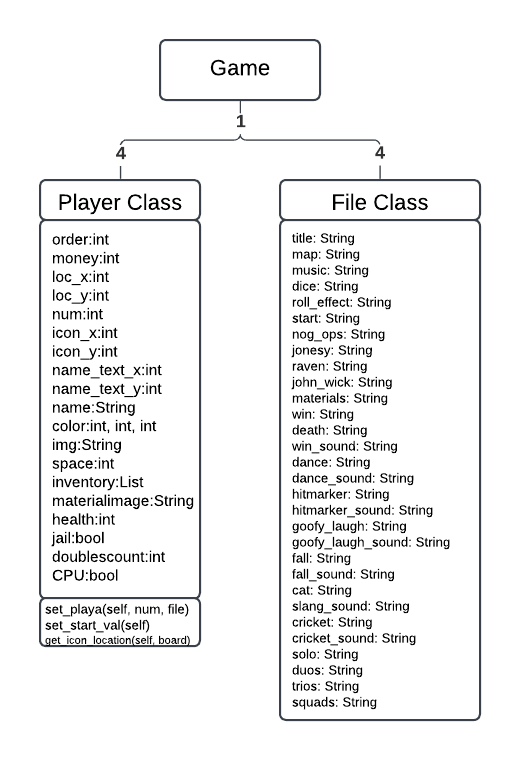 Game
1
4
4
Player Class
order:int
money:int
loc_x:int
loc_y:int
num:int
icon_x:int
icon_y:int
name_text_x:int
name_text_y:int
name:String
color:int, int, int
img:String
space:int
inventory:List
materialimage:String
health:int
jail:bool
doublescount:int
CPU:bool
set_playa(self, num, file)
set_start_val(self)
get_icon_location(self, board)
File Class
title: String
map: String
music: String
dice: String
roll_effect: String
start: String
nog_ops: String
jonesy: String
raven: String
john_wick: String
materials: String
win: String
death: String
win_sound: String
dance: String
dance_sound: String
hitmarker: String
hitmarker_sound: String
goofy_laugh: String
goofy_laugh_sound: String
fall: String
fall_sound: String
cat: String
slang_sound: String
cricket: String
cricket_sound: String
solo: String
duos: String
trios: String
squads: String